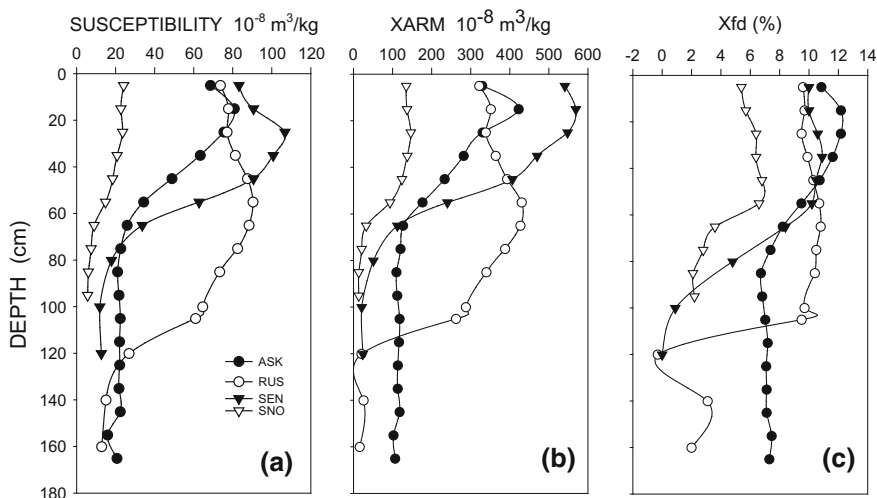 SUSCEPTIBILITY 10⁻⁸ m³/kg
0 20 40 60 80 100 120
XARM 10⁻⁸ m³/kg
0 100 200 300 400 500 600
Xfd (%)
-2 0 2 4 6 8 10 12 14
DEPTH (cm)
0
20
40
60
80
100
120
140
160
180
ASK
RUS
SEN
SNO
(a)
(b)
(c)